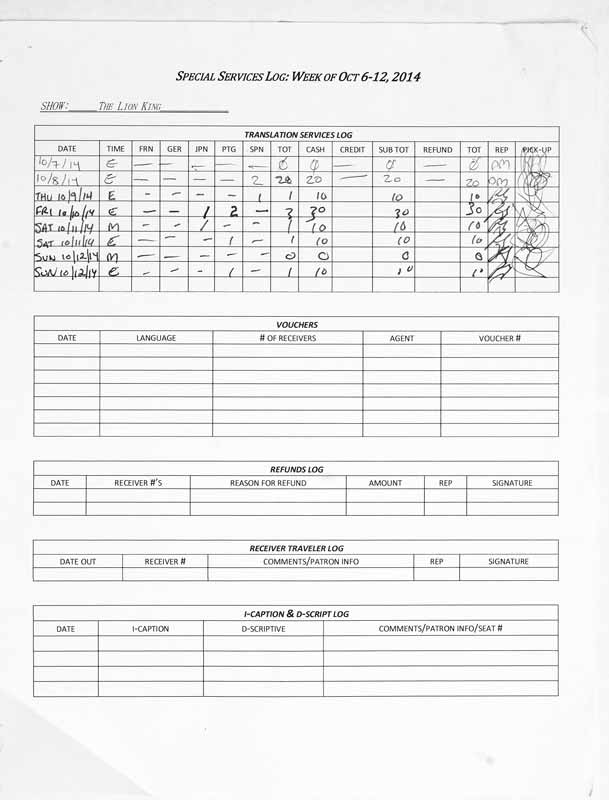 SPECIAL SERVICES LOG: WEEK OF OCT 6-12, 2014
SHOW: THE LION KING
TRANSLATION SERVICES LOG
DATE TIME FRN GER JPN PTG SPN TOT CASH CREDIT SUB TOT REFUND TOT REP PICK-UP
10/7/14 E — — — — — 0 0 — 0 — 0 DM
10/8/14 E — — — — 2 20 — 20 — 20 DM
THU 10/9/14 E - - - - 1 1 10 10 10
FRI 10/10/14 E - - 1 2 - 3 30 30 30
SAT 10/11/14 M - - 1 - - 1 10 10 10
SAT 10/11/14 E - - - 1 - 1 10 10 10
SUN 10/12/14 M - - - - - 0 0 0 0
SUN 10/12/14 E - - - 1 - 1 10 10 10
VOUCHERS
DATE LANGUAGE # OF RECEIVERS AGENT VOUCHER #
REFUNDS LOG
DATE RECEIVER #'S REASON FOR REFUND AMOUNT REP SIGNATURE
RECEIVER TRAVELER LOG
DATE OUT RECEIVER # COMMENTS/PATRON INFO REP SIGNATURE
I-CAPTION & D-SCRIPT LOG
DATE I-CAPTION D-SCRIPTIVE COMMENTS/PATRON INFO/SEAT #